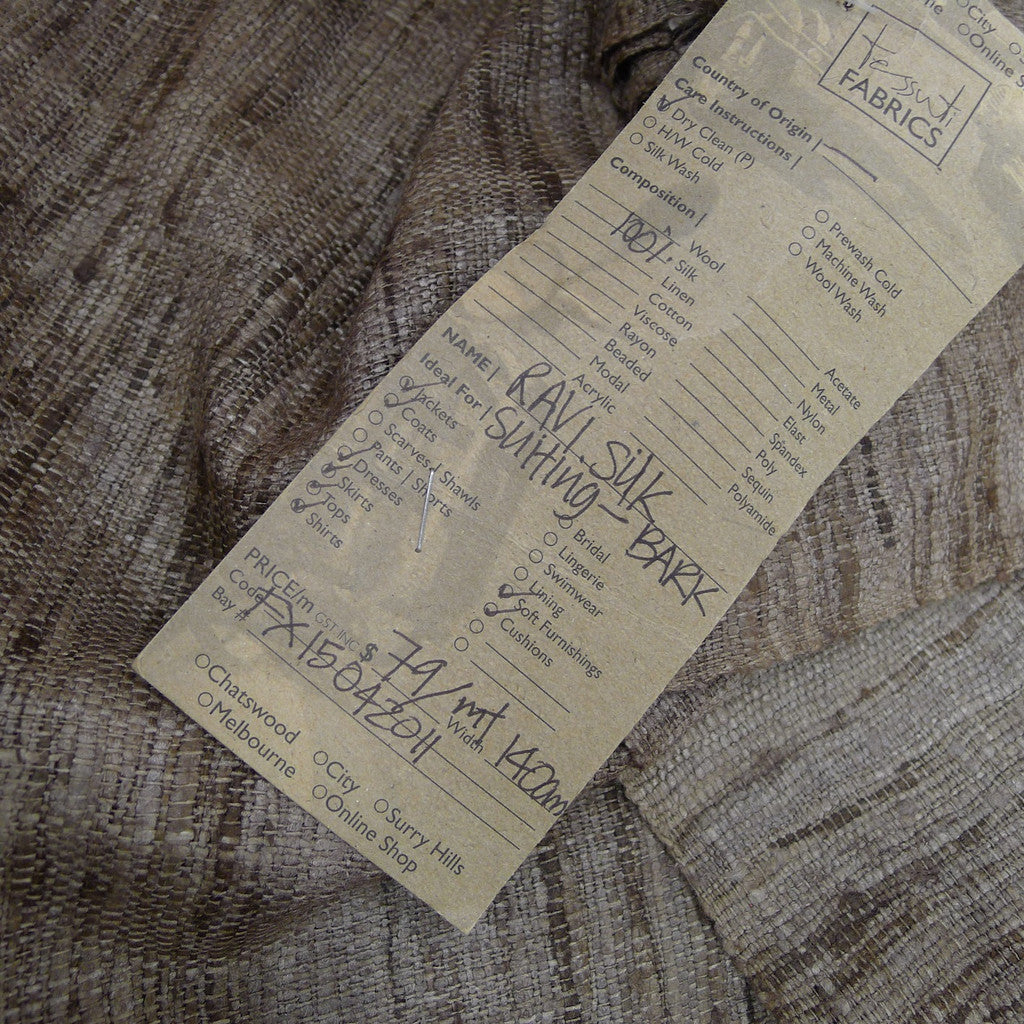 City
Online S
Tessuti
FABRICS
Country of Origin | —
Care Instructions |
Dry Clean (P)
H/W Cold
Silk Wash
Prewash Cold
Machine Wash
Wool Wash
Composition |
Wool
100% Silk
Linen
Cotton
Viscose
Rayon
Beaded
Modal
Acrylic
Acetate
Metal
Nylon
Elast
Spandex
Poly
Sequin
Polyamide
NAME | RAVI SILK
SUITING - BARK
Ideal For |
Jackets
Coats
Scarves | Shawls
Pants | Shorts
Dresses
Skirts
Tops
Shirts
Bridal
Lingerie
Swimwear
Lining
Soft Furnishings
Cushions
PRICE/m GST INC $ 79/mt Width 140cm
Code FX15042011
Bay #
Chatswood City Surry Hills
Melbourne Online Shop